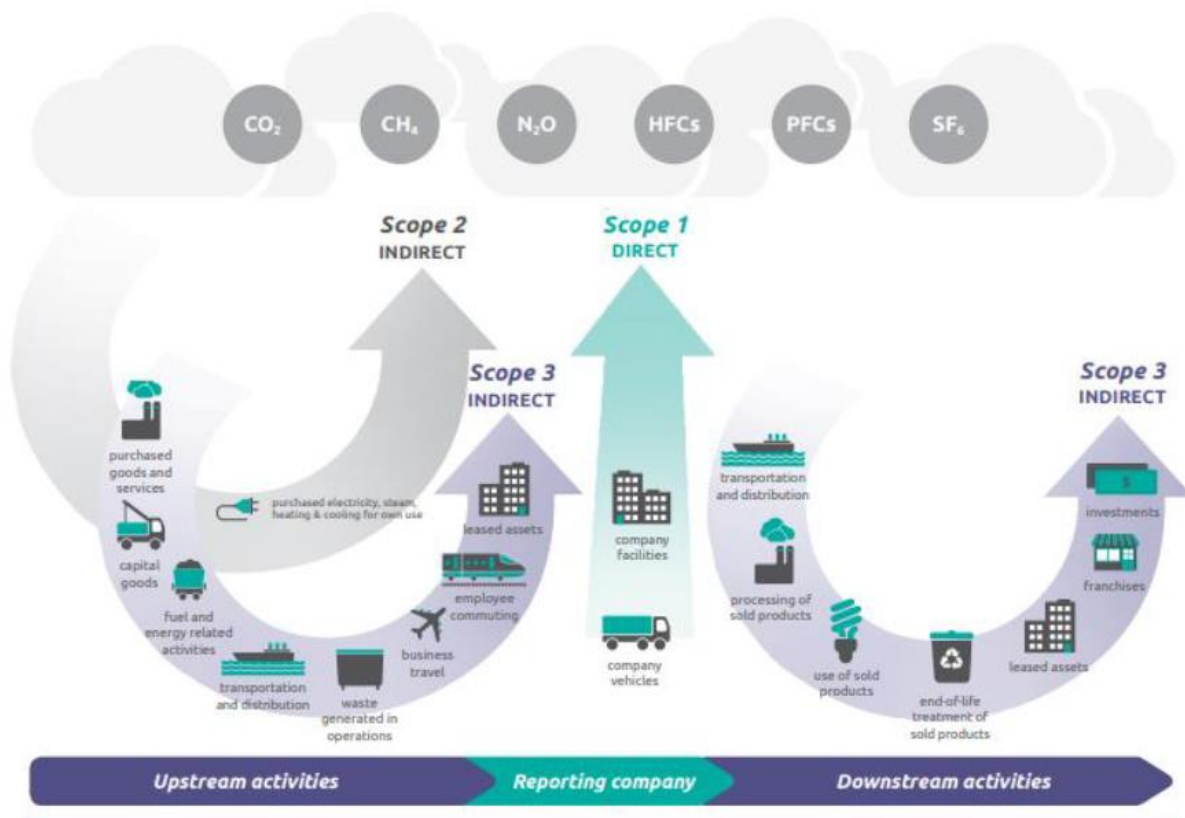 CO₂
CH₄
N₂O
HFCs
PFCs
SF₆
Scope 2
INDIRECT
Scope 1
DIRECT
Scope 3
INDIRECT
Scope 3
INDIRECT
purchased
goods and
services
capital
goods
fuel and
energy related
activities
transportation
and distribution
waste
generated in
operations
business
travel
employee
commuting
leased assets
purchased electricity, steam,
heating & cooling for own use
company
facilities
company
vehicles
transportation
and distribution
processing of
sold products
use of sold
products
end-of-life
treatment of
sold products
leased assets
franchises
$
investments
Upstream activities
Reporting company
Downstream activities